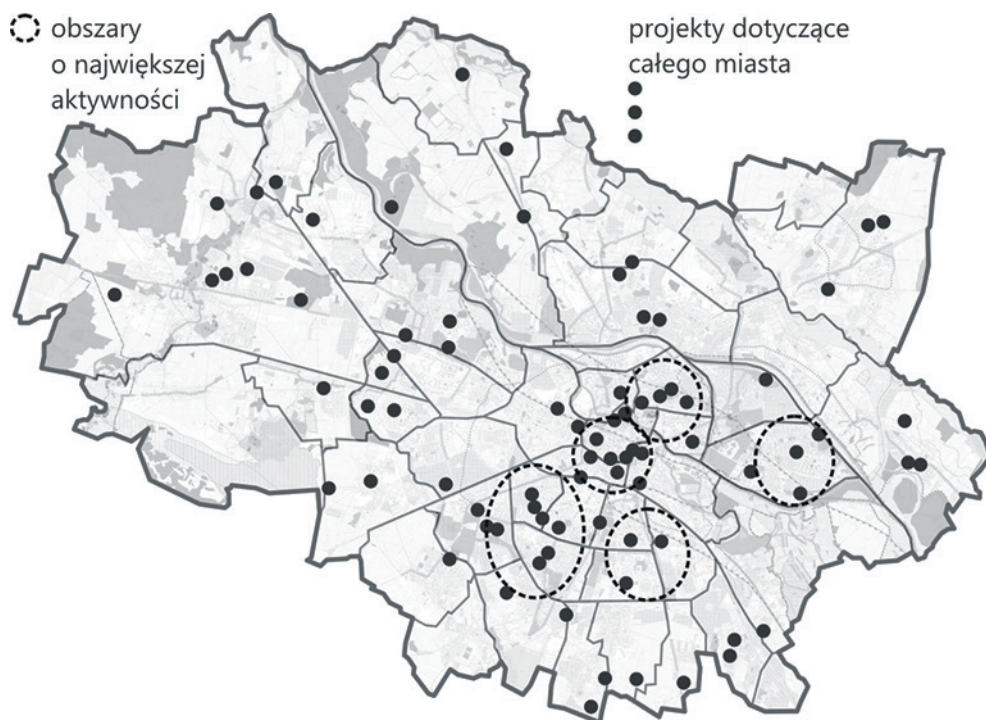 obszary
o największej
aktywności
projekty dotyczące
całego miasta